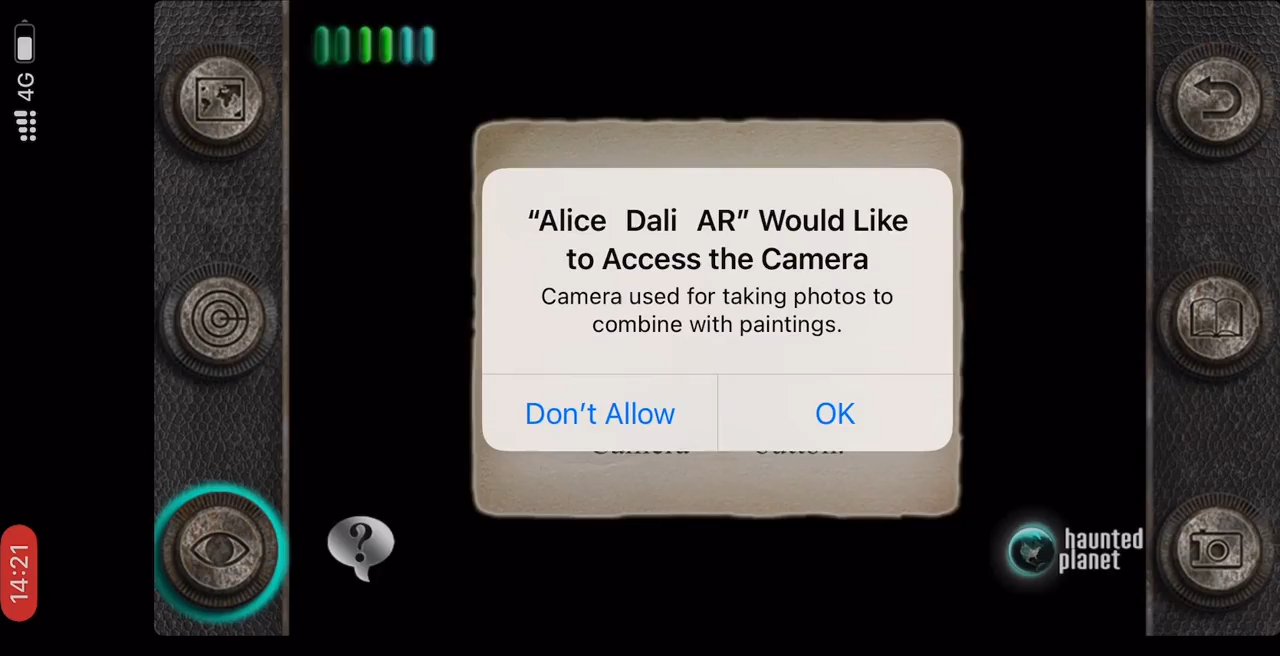 4G
14:21
“Alice Dali AR” Would Like
to Access the Camera
Camera used for taking photos to
combine with paintings.
Don’t Allow
OK
button.
haunted
planet